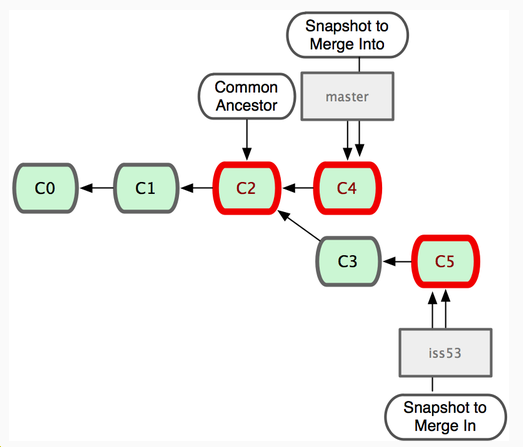 Snapshot to
Merge Into
Common
Ancestor
master
C0
C1
C2
C4
C3
C5
iss53
Snapshot to
Merge In